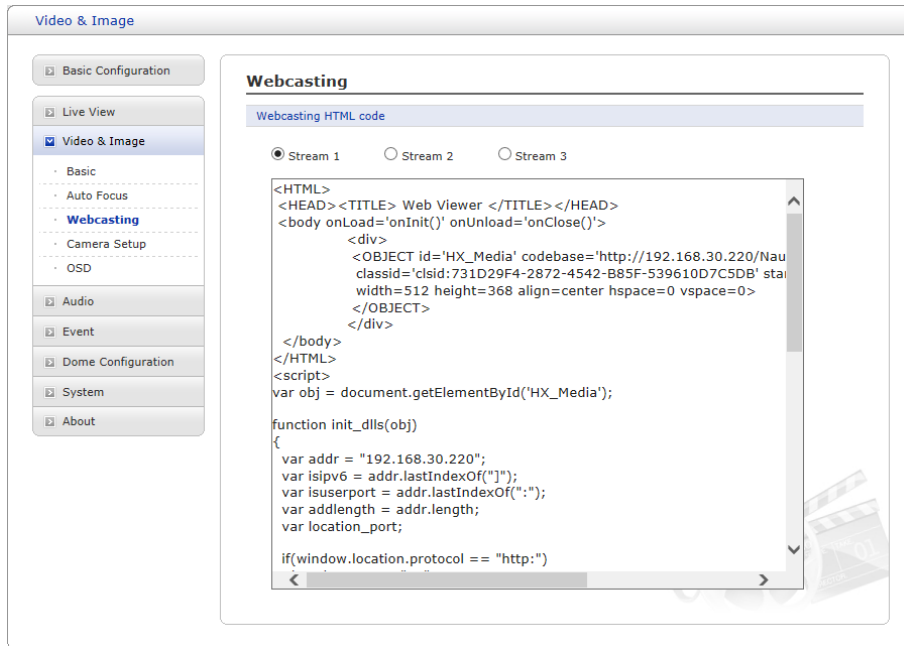 Video & Image
Basic Configuration
Live View
Video & Image
Basic
Auto Focus
Webcasting
Camera Setup
OSD
Audio
Event
Dome Configuration
System
About
Webcasting
Webcasting HTML code
Stream 1 Stream 2 Stream 3
<HTML>
<HEAD><TITLE> Web Viewer </TITLE></HEAD>
<body onLoad='onInit()' onUnload='onClose()'>
<div>
<OBJECT id='HX_Media' codebase='http://192.168.30.220/Nau
classid='clsid:731D29F4-2872-4542-B85F-539610D7C5DB' sta
width=512 height=368 align=center hspace=0 vspace=0>
</OBJECT>
</div>
</body>
</HTML>
<script>
var obj = document.getElementById('HX_Media');
function init_dlls(obj)
{
var addr = "192.168.30.220";
var isipv6 = addr.lastIndexOf("]");
var isuserport = addr.lastIndexOf(":");
var addlength = addr.length;
var location_port;
if(window.location.protocol == "http:")
01